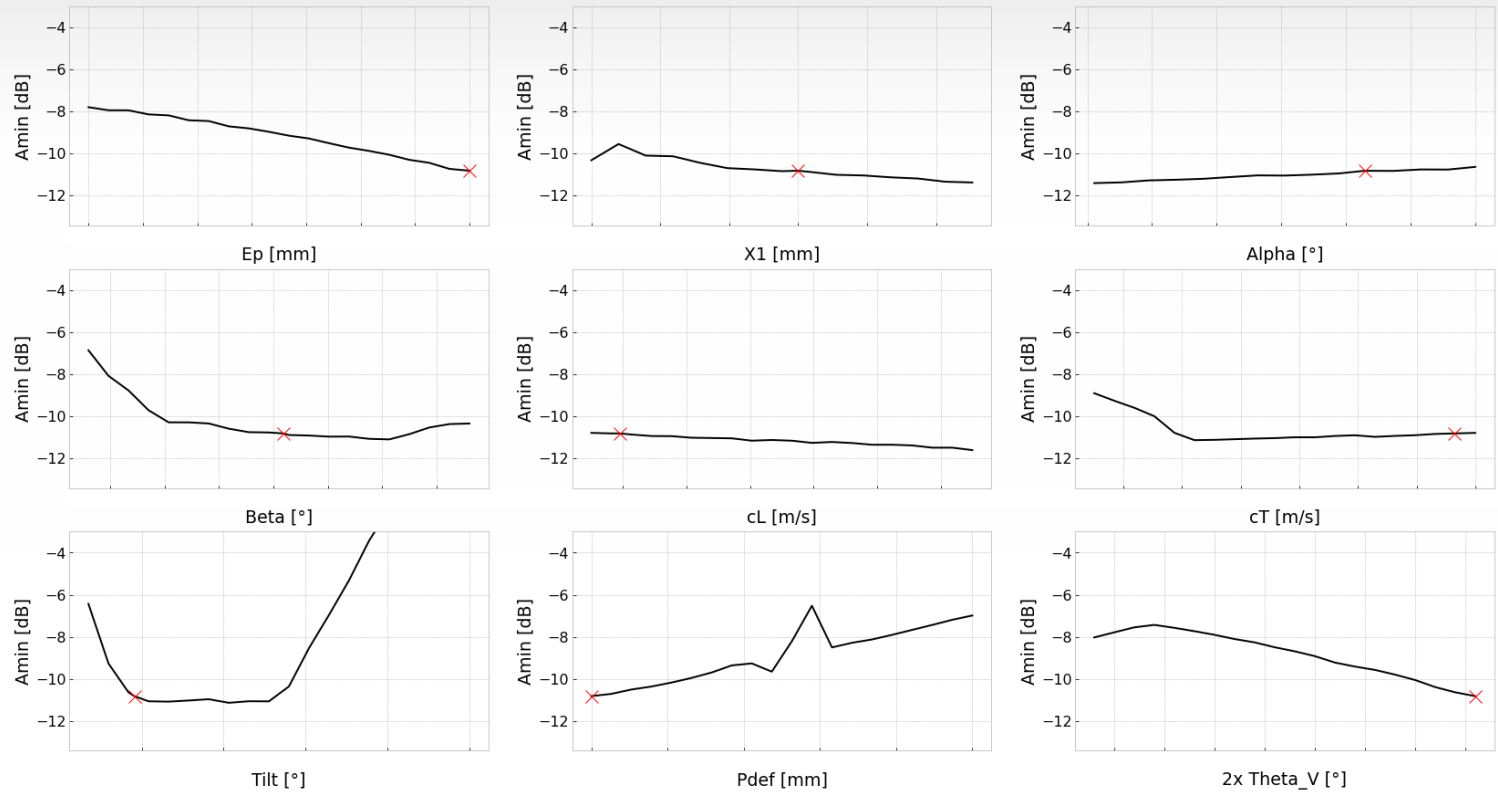 Amin [dB]
−4
−6
−8
−10
−12
Ep [mm]
Amin [dB]
−4
−6
−8
−10
−12
X1 [mm]
Amin [dB]
−4
−6
−8
−10
−12
Alpha [°]
Amin [dB]
−4
−6
−8
−10
−12
Beta [°]
Amin [dB]
−4
−6
−8
−10
−12
cL [m/s]
Amin [dB]
−4
−6
−8
−10
−12
cT [m/s]
Amin [dB]
−4
−6
−8
−10
−12
Tilt [°]
Amin [dB]
−4
−6
−8
−10
−12
Pdef [mm]
Amin [dB]
−4
−6
−8
−10
−12
2x Theta_V [°]